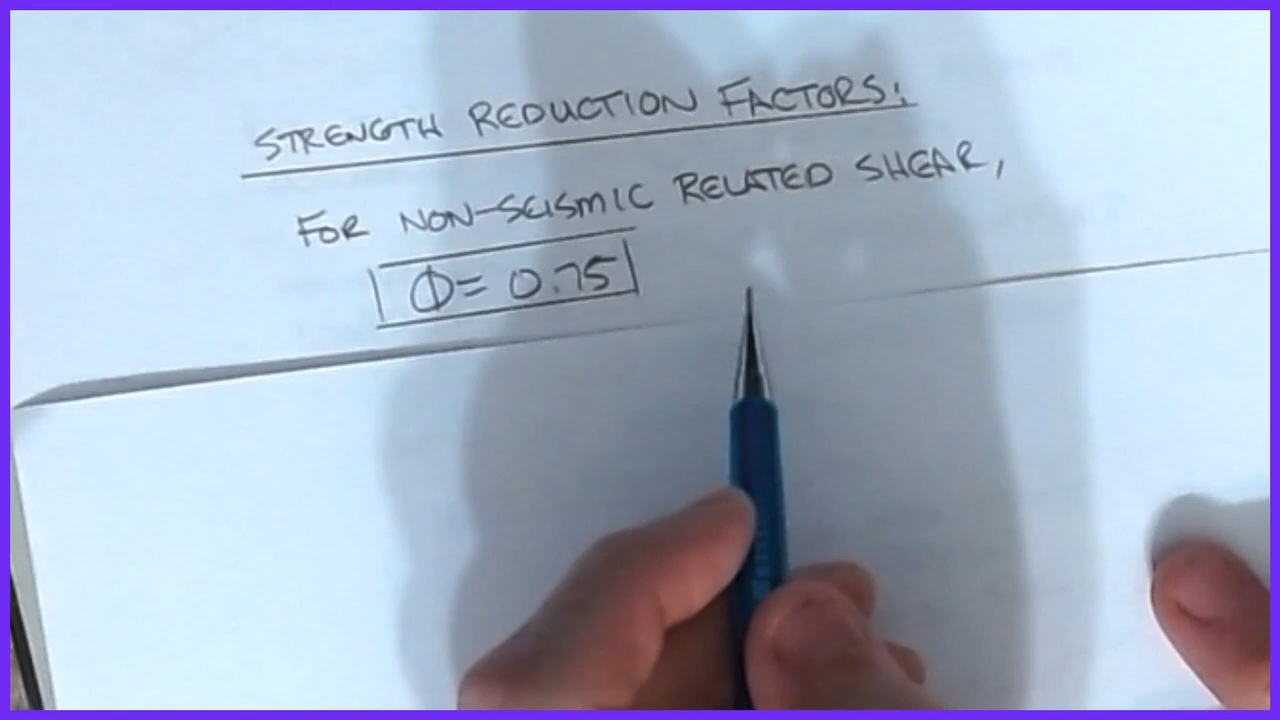 STRENGTH REDUCTION FACTORS:
FOR NON-SEISMIC RELATED SHEAR,
Φ = 0.75